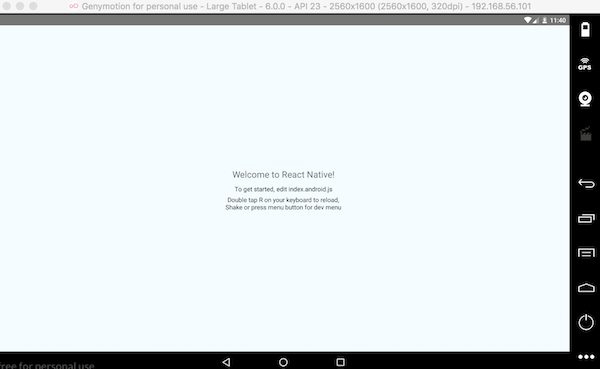 Genymotion for personal use - Large Tablet - 6.0.0 - API 23 - 2560x1600 (2560x1600, 320dpi) - 192.168.56.101
11:40
GPS
Welcome to React Native!
To get started, edit index.android.js
Double tap R on your keyboard to reload,
Shake or press menu button for dev menu
free for personal use